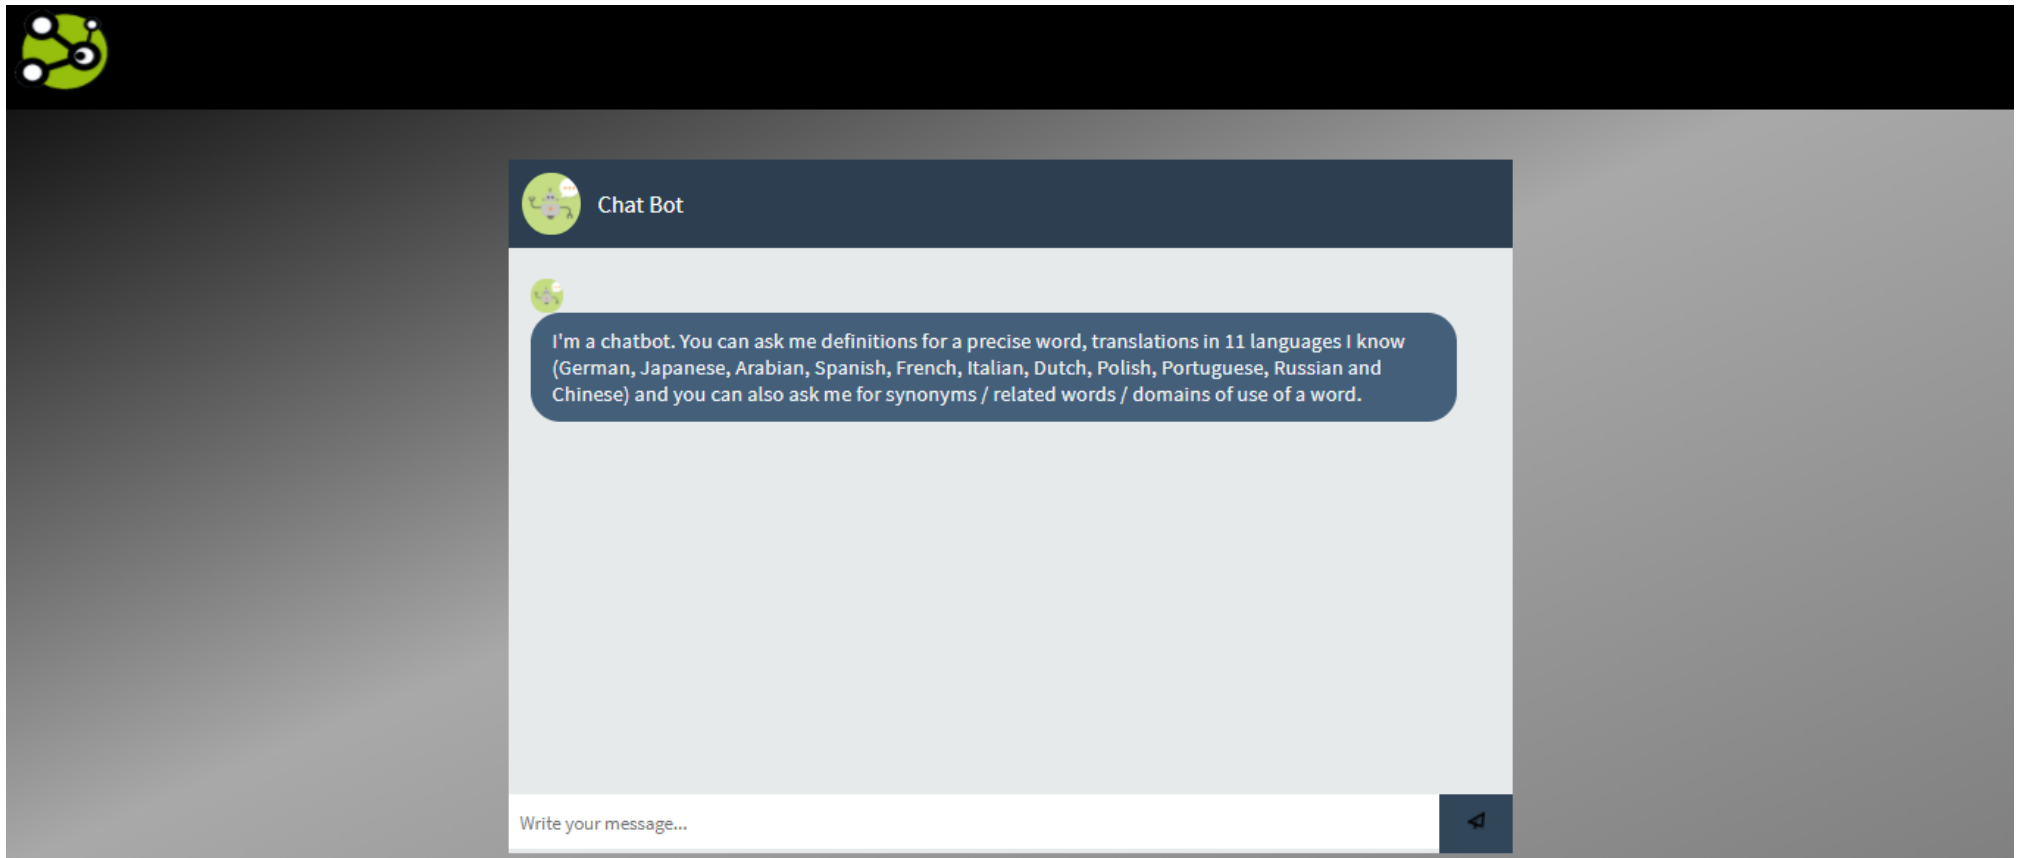 Chat Bot
I'm a chatbot. You can ask me definitions for a precise word, translations in 11 languages I know
(German, Japanese, Arabian, Spanish, French, Italian, Dutch, Polish, Portuguese, Russian and
Chinese) and you can also ask me for synonyms / related words / domains of use of a word.
Write your message...